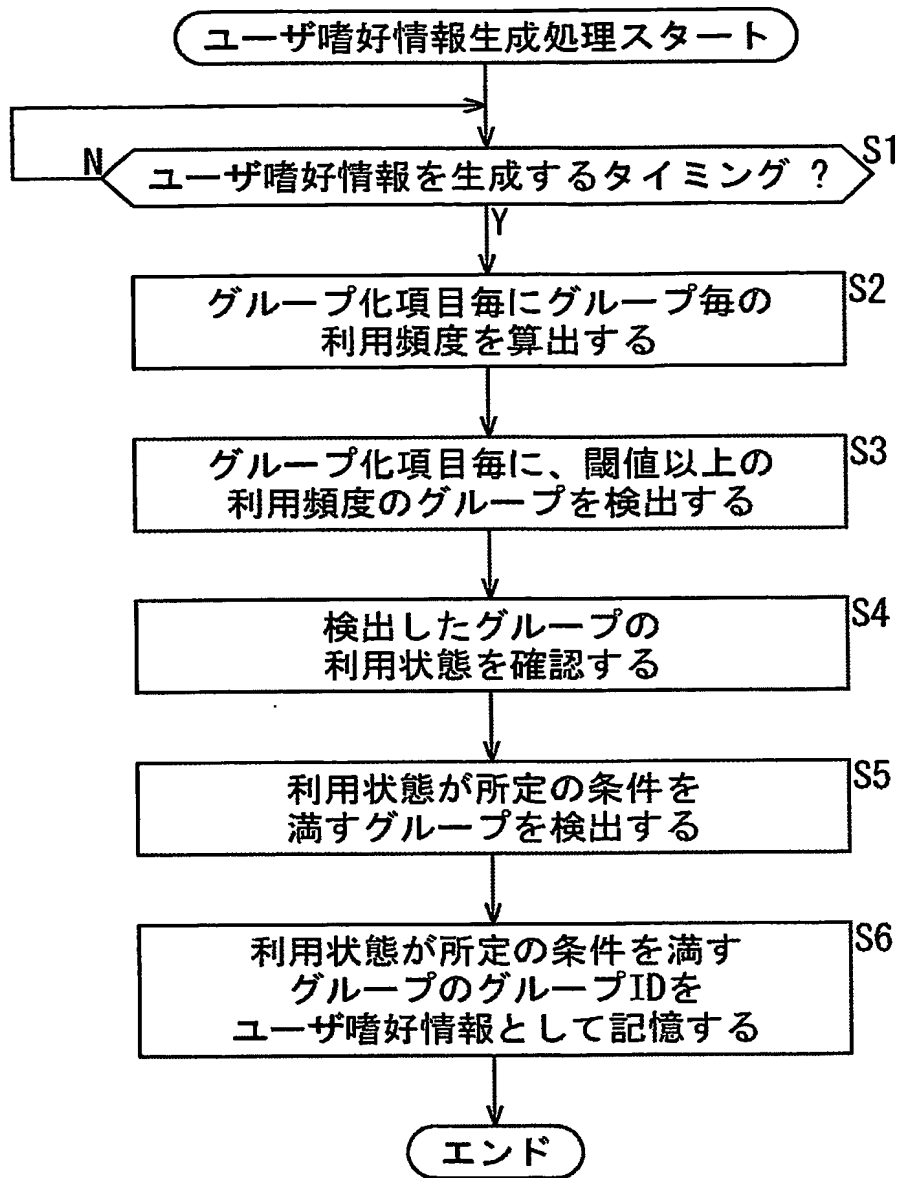 ユーザ嗜好情報生成処理スタート
N
ユーザ嗜好情報を生成するタイミング ?
S1
Y
グループ化項目毎にグループ毎の
利用頻度を算出する
S2
グループ化項目毎に、閾値以上の
利用頻度のグループを検出する
S3
検出したグループの
利用状態を確認する
S4
利用状態が所定の条件を
満すグループを検出する
S5
利用状態が所定の条件を満す
グループのグループIDを
ユーザ嗜好情報として記憶する
S6
エンド